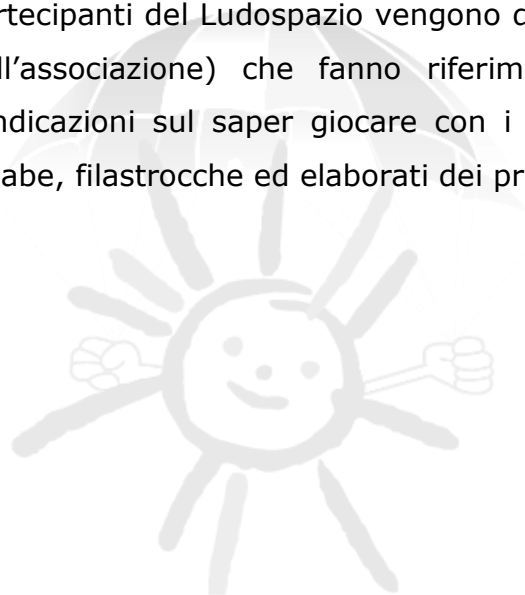 rtecipanti del Ludospazio vengono
ll’associazione) che fanno riferim
ndicazioni sul saper giocare con i
abe, filastrocche ed elaborati dei pr